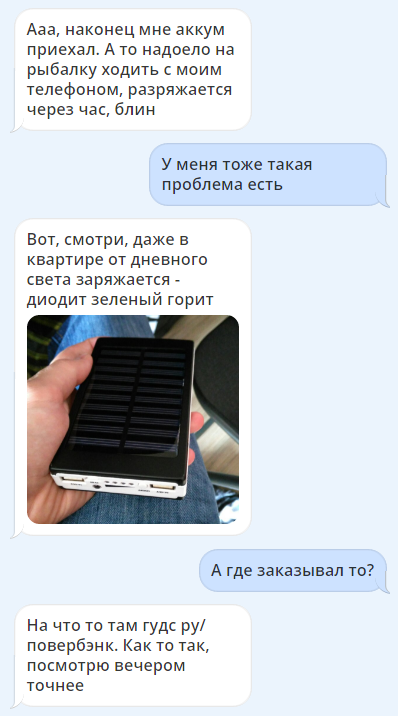 Ааа, наконец мне аккум
приехал. А то надоело на
рыбалку ходить с моим
телефоном, разряжается
через час, блин
У меня тоже такая
проблема есть
Вот, смотри, даже в
квартире от дневного
света заряжается -
диодит зеленый горит
А где заказывал то?
На что то там гудс ру/
повербэнк. Как то так,
посмотрю вечером
точнее